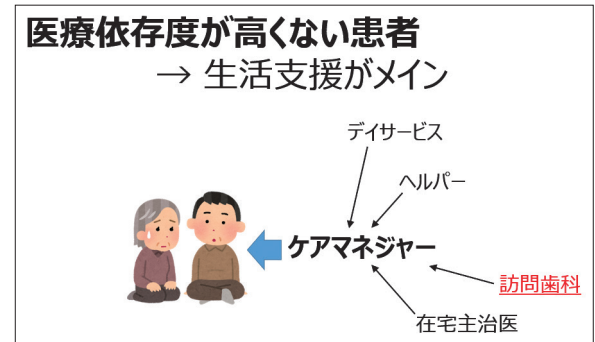 医療依存度が高くない患者
→ 生活支援がメイン
デイサービス
ヘルパー
ケアマネジャー
訪問歯科
在宅主治医